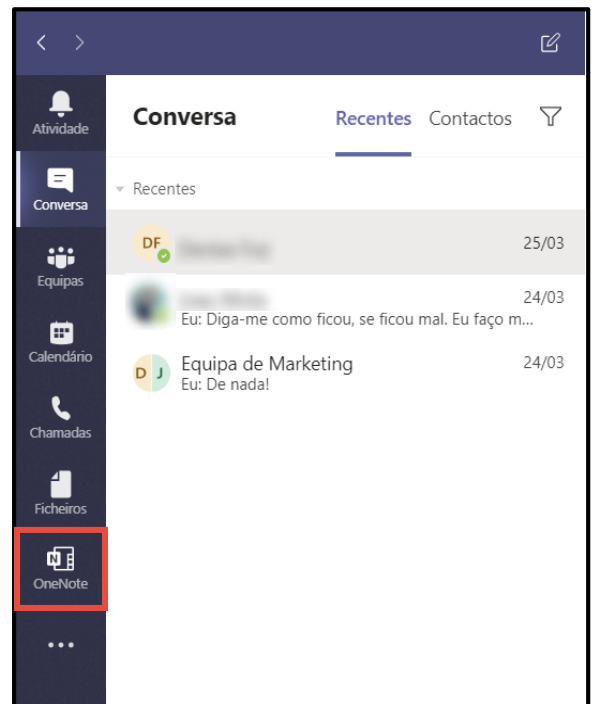 Atividade
Conversa
Equipas
Calendário
Chamadas
Ficheiros
OneNote
Conversa Recentes Contactos
Recentes
DF 25/03
24/03
Eu: Diga-me como ficou, se ficou mal. Eu faço m...
D J Equipa de Marketing 24/03
Eu: De nada!